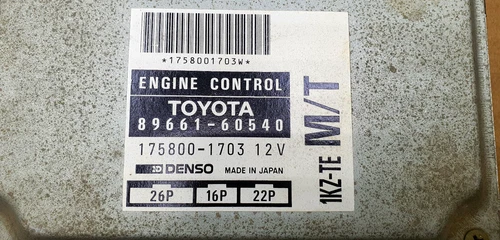 *1758001703W*
ENGINE CONTROL
TOYOTA
89661-60540
175800-1703 12V
DENSO MADE IN JAPAN
26P 16P 22P
1KZ-TE M/T